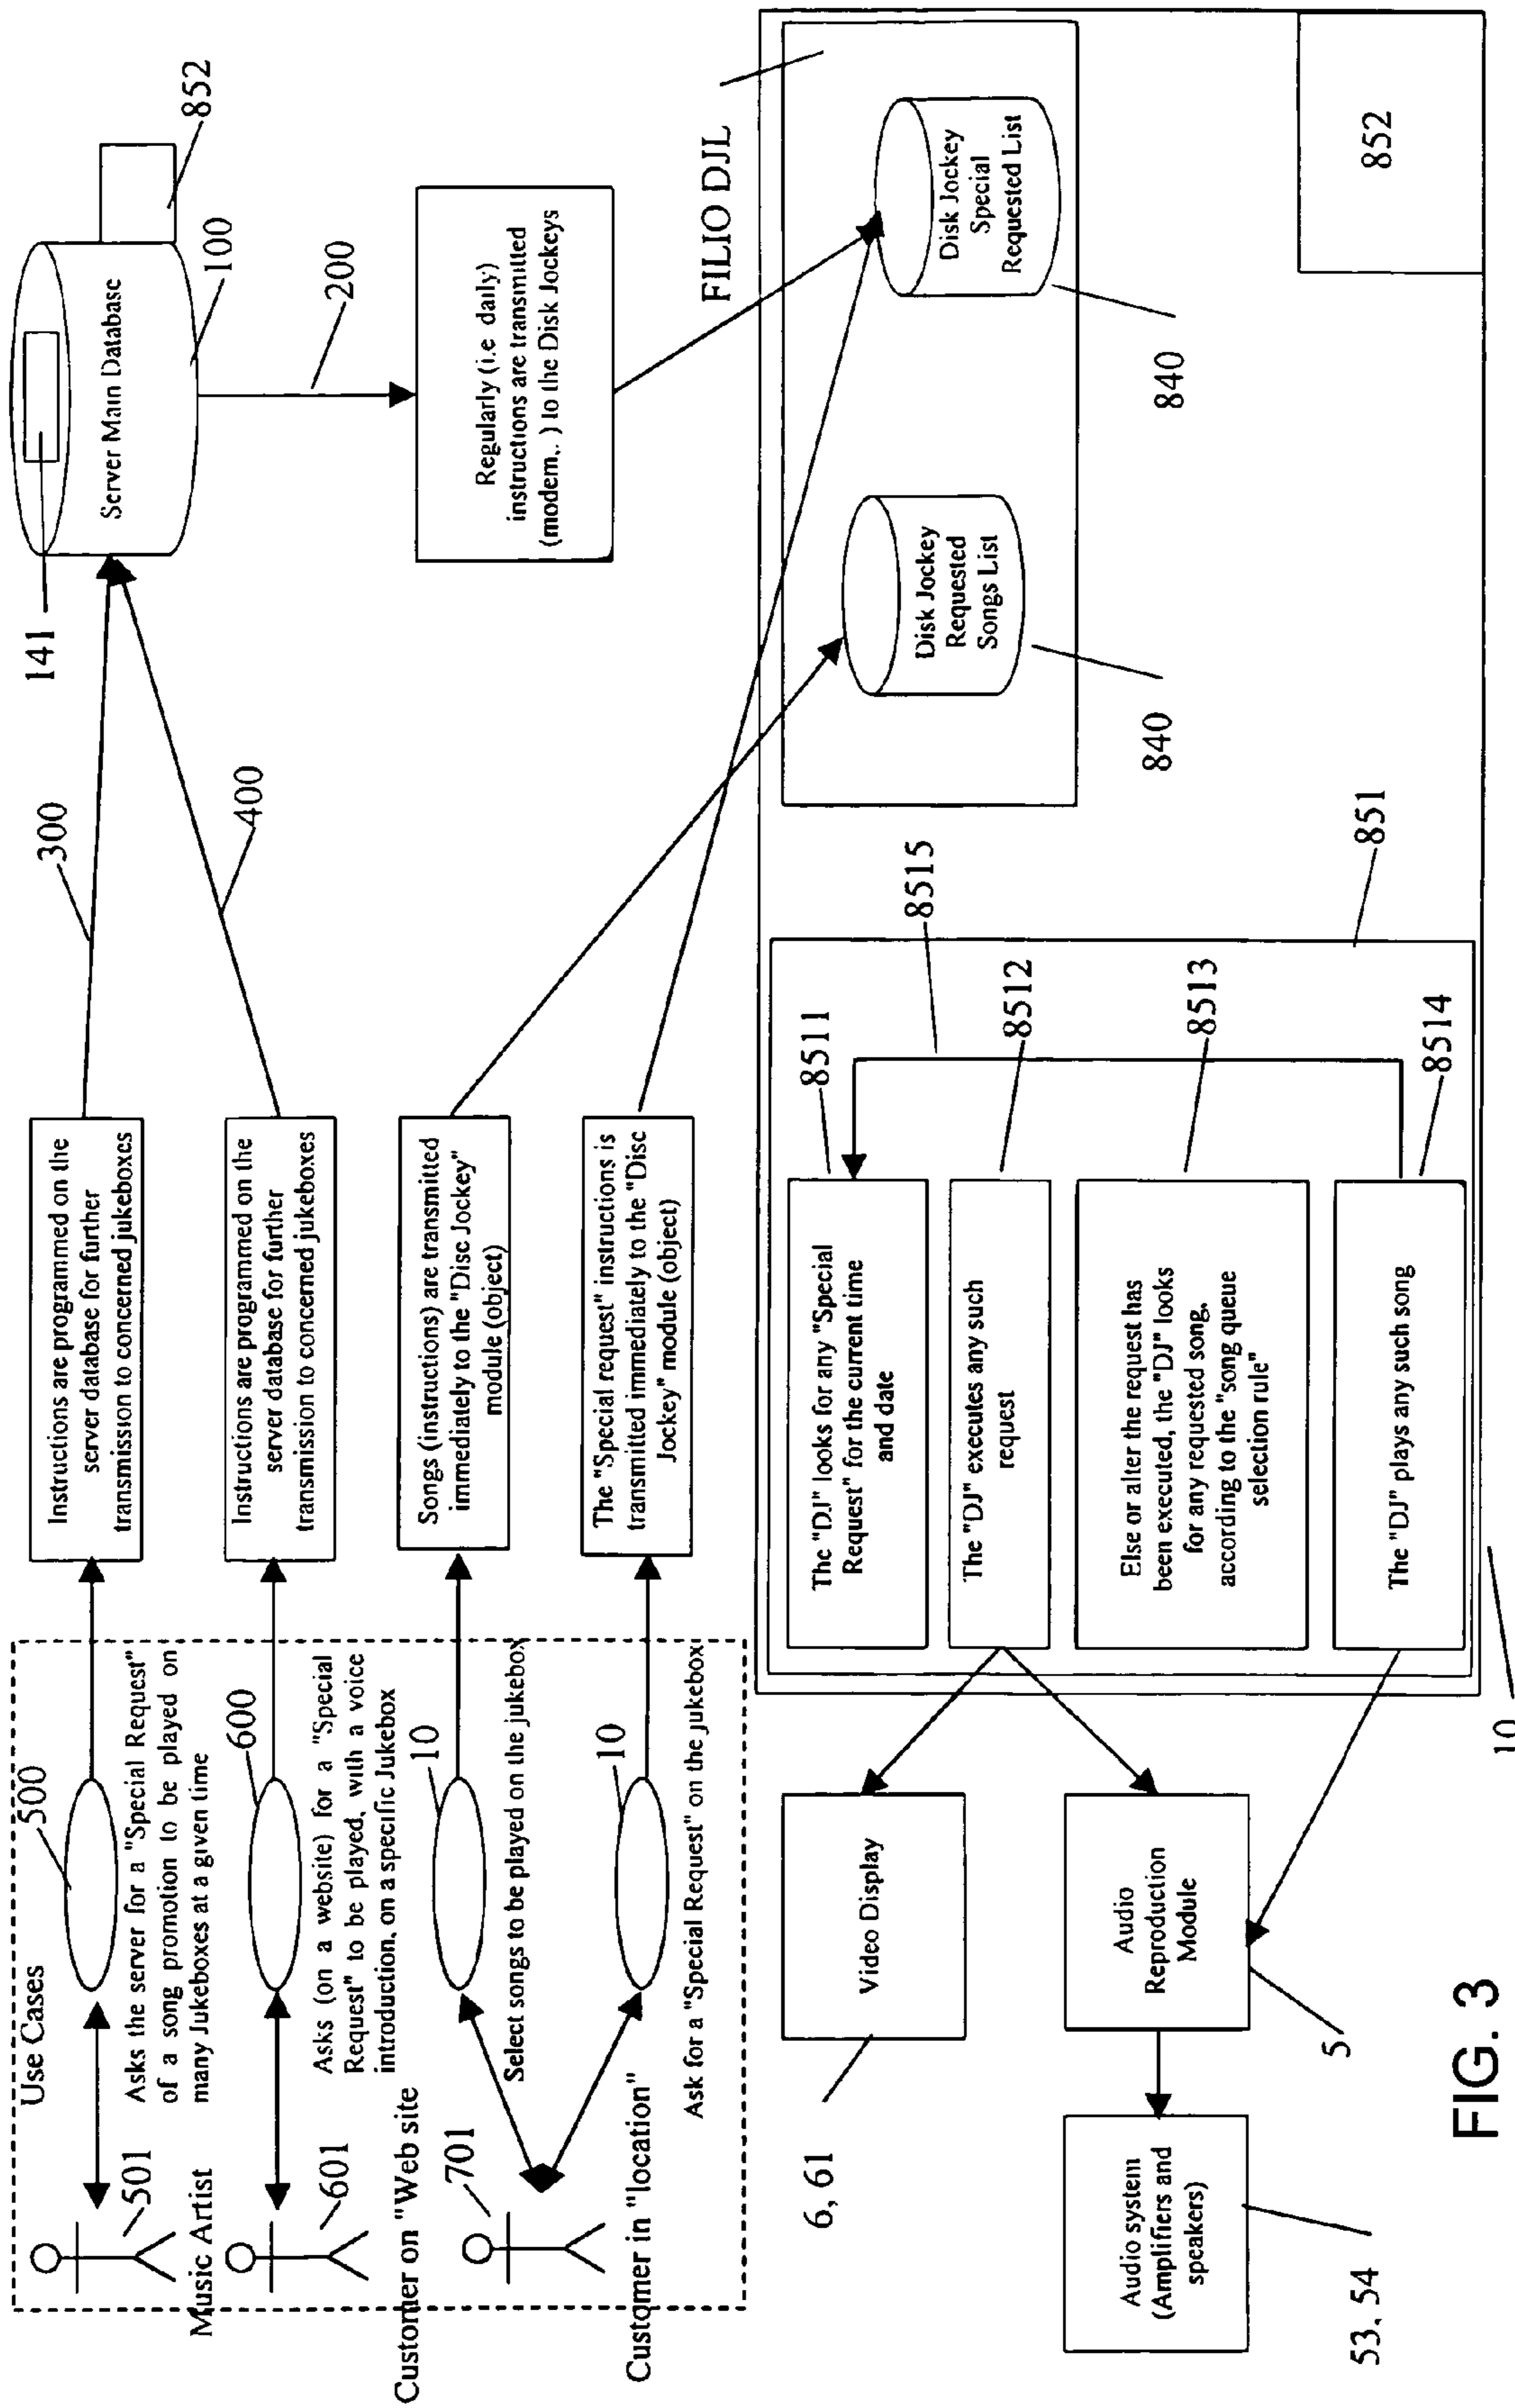 Use Cases
500
501
Music Artist
Asks the server for a "Special Request"
of a song promotion to be played on
many Jukeboxes at a given time
Instructions are programmed on the
server database for further
transmission to concerned jukeboxes
300
141
Server Main Database
852
100
600
601
Customer on "Web site
Asks (on a website) for a "Special
Request" to be played, with a voice
introduction, on a specific Jukebox
Instructions are programmed on the
server database for further
transmission to concerned jukeboxes
400
200
Regularly (i.e daily)
instructions are transmitted
(modem,. ) to the Disk Jockeys
701
Customer in "location"
10
Select songs to be played on the jukebox
Songs (instructions) are transmitted
immediately to the "Disc Jockey"
module (object)
10
Ask for a "Special Request" on the jukebox
The "Special request" instructions is
transmitted immediately to the "Disc
Jockey" module (object)
FILIO DJL
Disk Jockey
Requested
Songs List
840
Disk Jockey
Special
Requested List
840
852
8511
The "DJ" looks for any "Special
Request" for the current time
and date
8515
8512
The "DJ" executes any such
request
8513
Else or alter the request has
been executed, the "DJ" looks
for any requested song,
according to the "song queue
selection rule"
851
8514
The "DJ" plays any such song
10
6, 61
Video Display
Audio
Reproduction
Module
5
Audio system
(Amplifiers and
speakers)
53, 54
FIG. 3